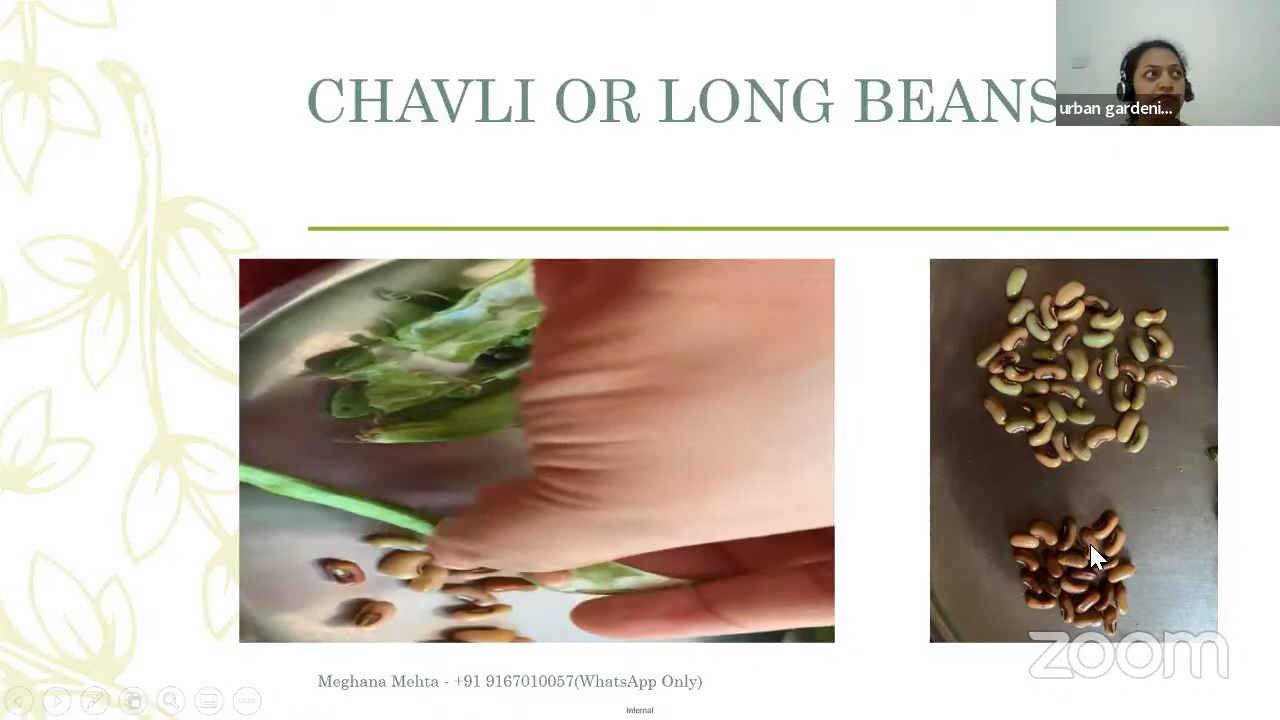 CHAVLI OR LONG BEANS
urban gardeni...
zoom
Meghana Mehta - +91 9167010057(WhatsApp Only)
Internal